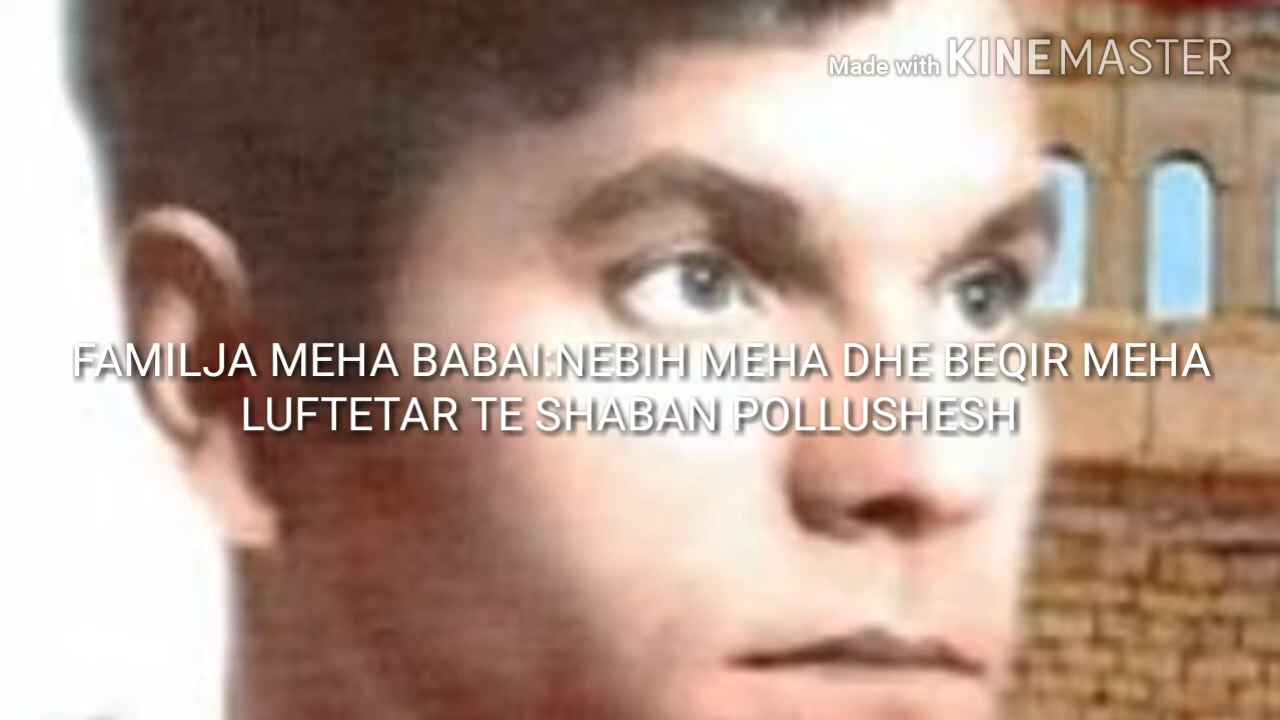 Made with KINEMASTER
FAMILJA MEHA BABAI:NEBIH MEHA DHE BEQIR MEHA
LUFTETAR TE SHABAN POLLUSHESH